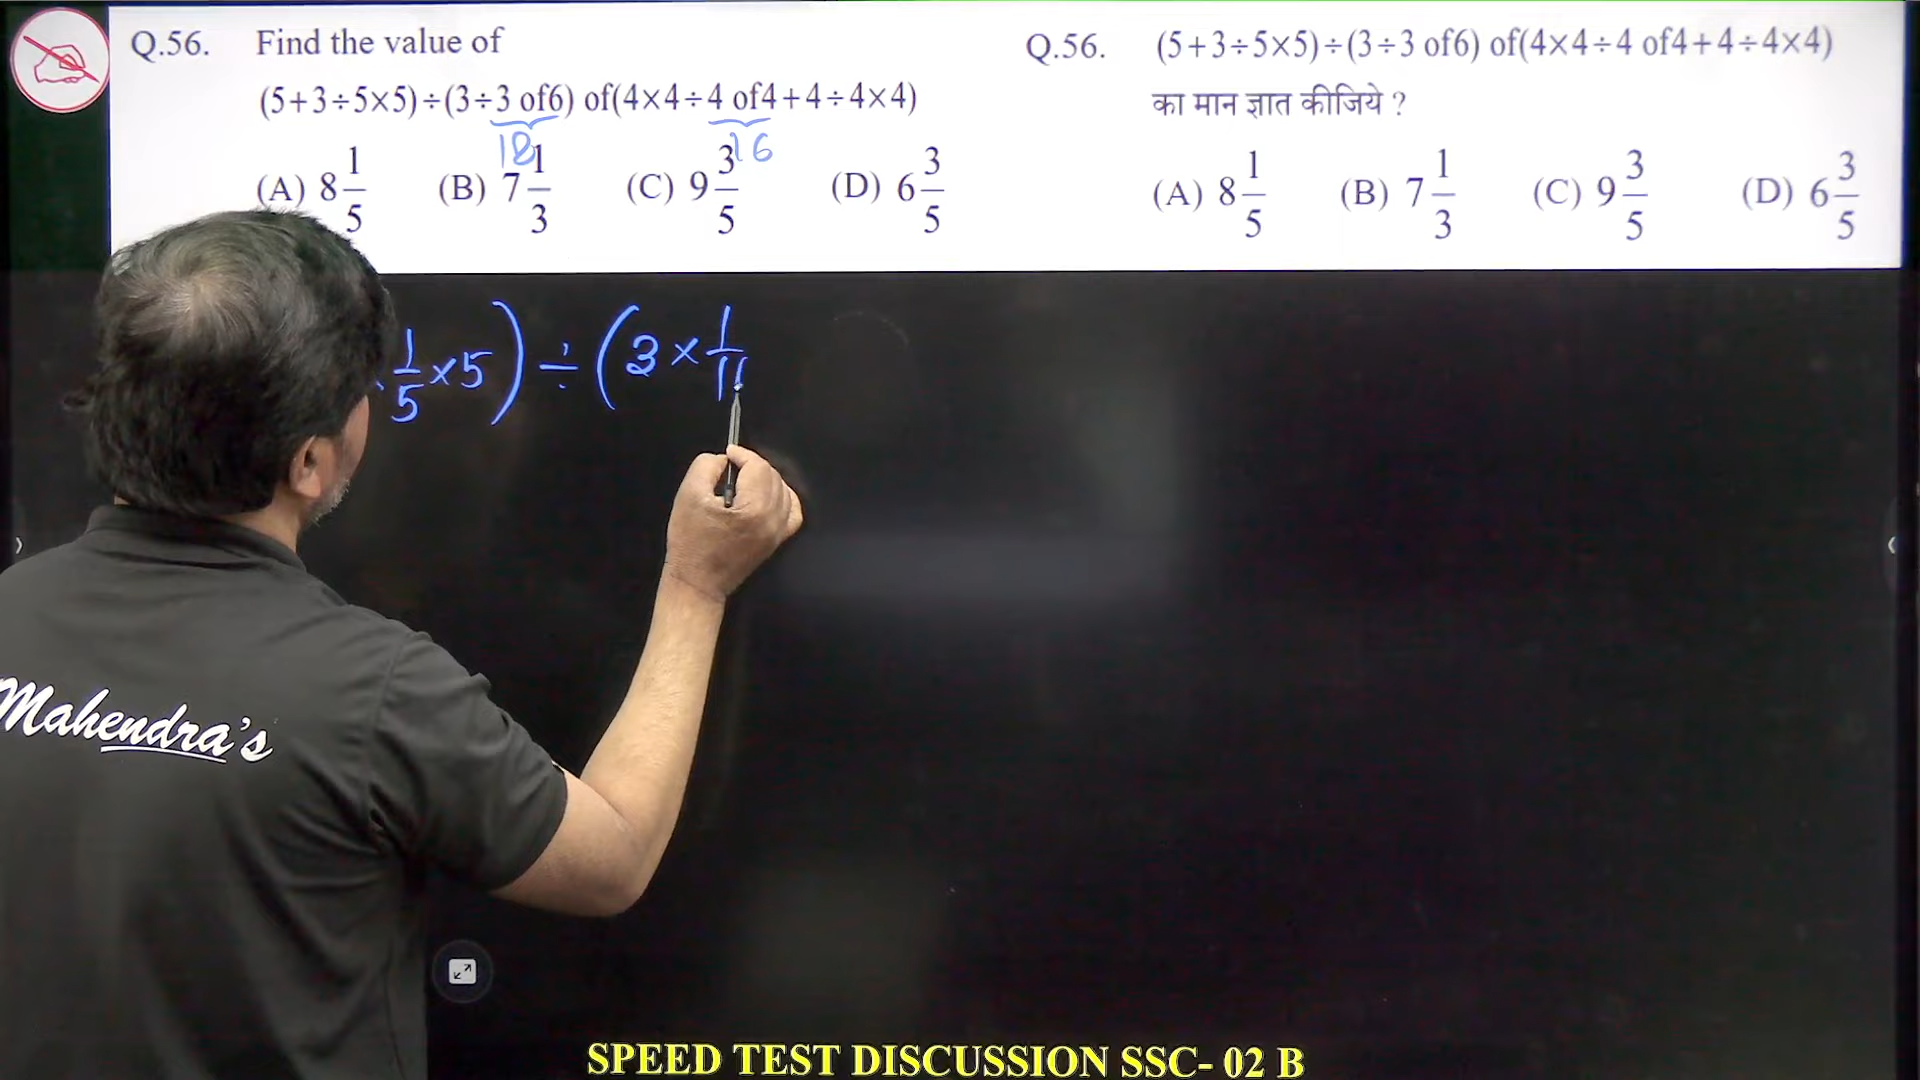 Q.56. Find the value of
(5+3÷5×5)÷(3÷3 of6) of(4×4÷4 of4+4÷4×4)
18 16
(A) 8 1/5 (B) 7 1/3 (C) 9 3/5 (D) 6 3/5
Q.56. (5+3÷5×5)÷(3÷3 of6) of(4×4÷4 of4+4÷4×4)
का मान ज्ञात कीजिये ?
(A) 8 1/5 (B) 7 1/3 (C) 9 3/5 (D) 6 3/5
1/5 × 5) ÷ (3 × 1/
Mahendra's
SPEED TEST DISCUSSION SSC- 02 B